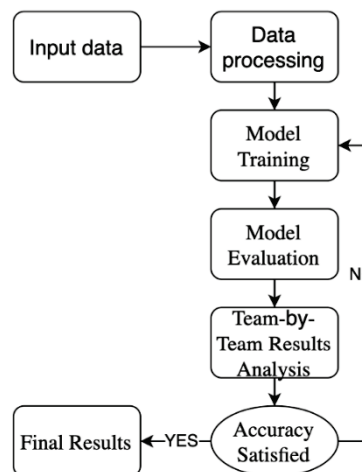 Input data
Data
processing
Model
Training
Model
Evaluation
N
Team-by-
Team Results
Analysis
Final Results
YES
Accuracy
Satisfied